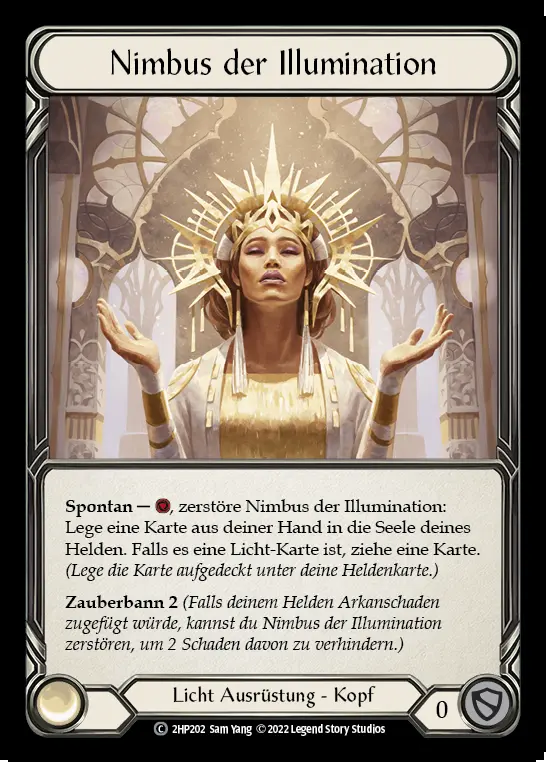 Nimbus der Illumination
Spontan — , zerstöre Nimbus der Illumination:
Lege eine Karte aus deiner Hand in die Seele deines
Helden. Falls es eine Licht-Karte ist, ziehe eine Karte.
(Lege die Karte aufgedeckt unter deine Heldenkarte.)
Zauberbann 2 (Falls deinem Helden Arkanschaden
zugefügt würde, kannst du Nimbus der Illumination
zerstören, um 2 Schaden davon zu verhindern.)
Licht Ausrüstung - Kopf
0
C 2HP202 Sam Yang © 2022 Legend Story Studios